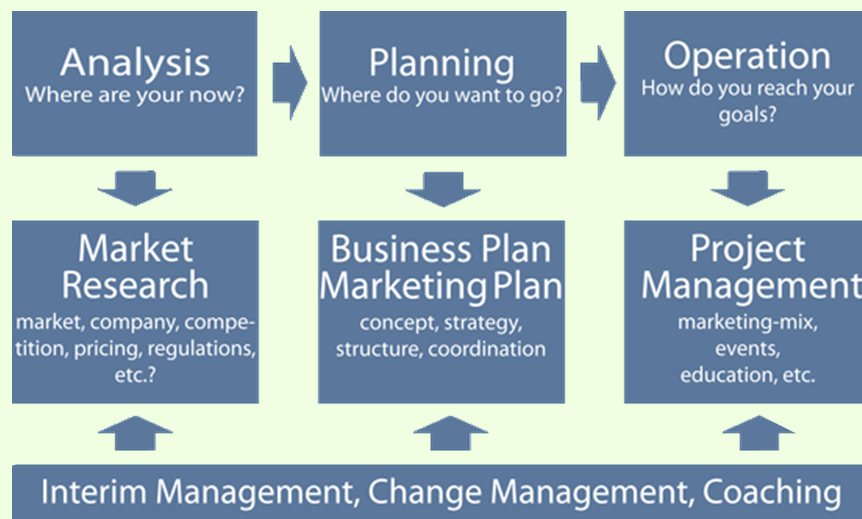 Analysis
Where are your now?
Planning
Where do you want to go?
Operation
How do you reach your
goals?
Market
Research
market, company, compe-
tition, pricing, regulations,
etc.?
Business Plan
Marketing Plan
concept, strategy,
structure, coordination
Project
Management
marketing-mix,
events,
education, etc.
Interim Management, Change Management, Coaching